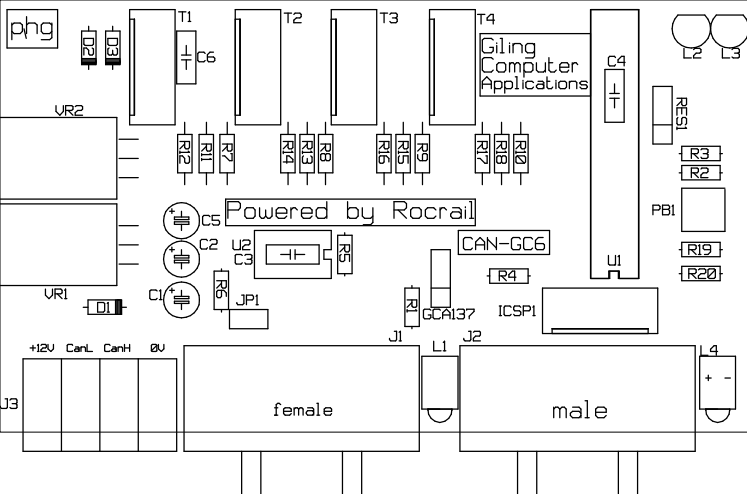 phg
T1
T2
T3
T4
D2
D3
C6
Giling
Computer
Applications
C4
L2
L3
VR2
RES1
R12
R11
R7
R14
R13
R8
R16
R15
R9
R17
R18
R10
R3
R2
PB1
Powered by Rocrail
C5
U2
C3
C2
R5
CAN-GC6
R19
U1
R20
R4
VR1
C1
R6
JP1
D1
R1
GCA137
ICSP1
+12V CanL CanH 0V
J1
L1
J2
L4
+ -
J3
female
male